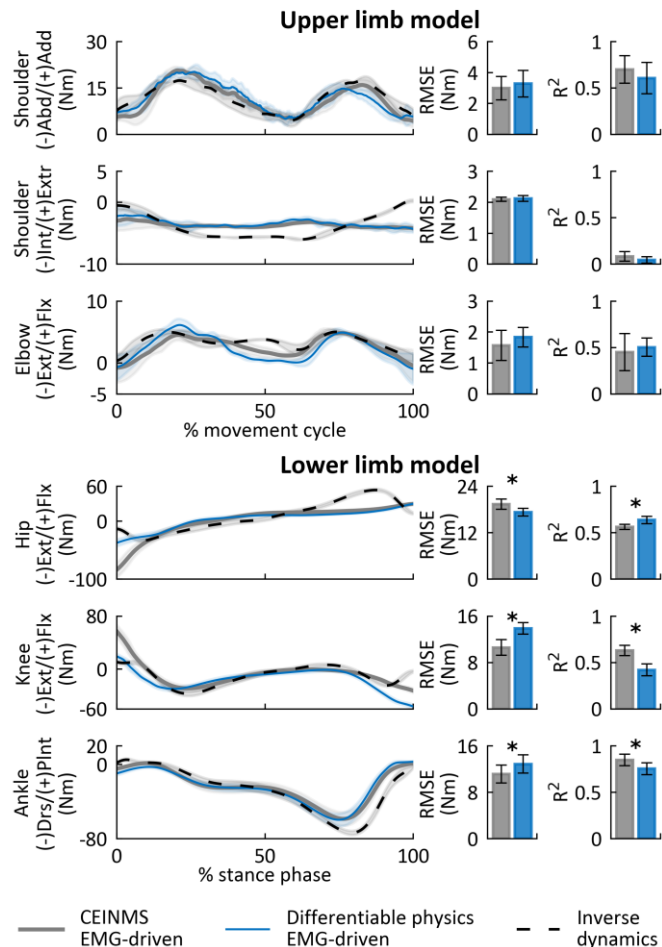 Upper limb model
Shoulder
(-)Abd/(+)Add
(Nm)
30
15
0
RMSE
(Nm)
6
4
2
0
R²
1
0.5
0
Shoulder
(-)Int/(+)Extr
(Nm)
5
0
-10
RMSE
(Nm)
3
2
1
0
R²
1
0.5
0
Elbow
(-)Ext/(+)Flx
(Nm)
10
0
-5
0
50
100
% movement cycle
RMSE
(Nm)
3
2
1
0
R²
1
0.5
0
Lower limb model
Hip
(-)Ext/(+)Flx
(Nm)
60
0
-100
RMSE
(Nm)
24
12
0
*
R²
1
0.5
0
*
Knee
(-)Ext/(+)Flx
(Nm)
80
0
-60
RMSE
(Nm)
16
8
0
*
R²
1
0.5
0
*
Ankle
(-)Drs/(+)Plnt
(Nm)
20
0
-80
0
50
100
% stance phase
RMSE
(Nm)
16
8
0
*
R²
1
0.5
0
*
CEINMS
EMG-driven
Differentiable physics
EMG-driven
Inverse
dynamics